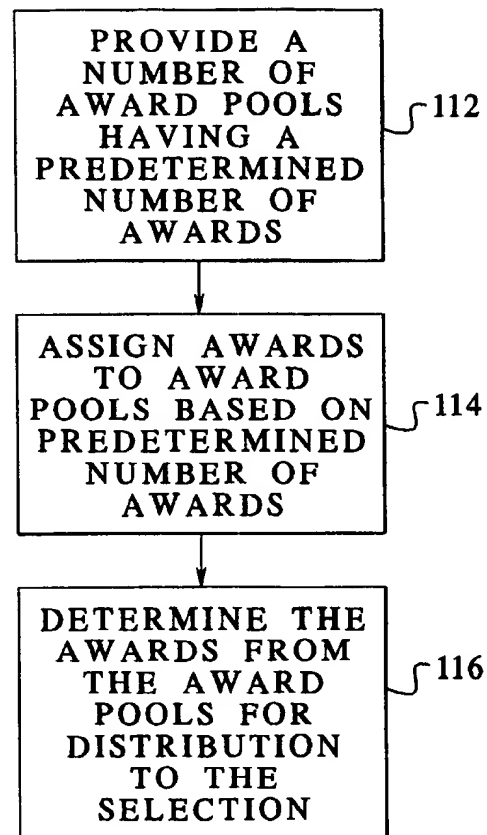 PROVIDE A
NUMBER OF
AWARD POOLS
HAVING A
PREDETERMINED
NUMBER OF
AWARDS
112
ASSIGN AWARDS
TO AWARD
POOLS BASED ON
PREDETERMINED
NUMBER OF
AWARDS
114
DETERMINE THE
AWARDS FROM
THE AWARD
POOLS FOR
DISTRIBUTION
TO THE
SELECTION
116